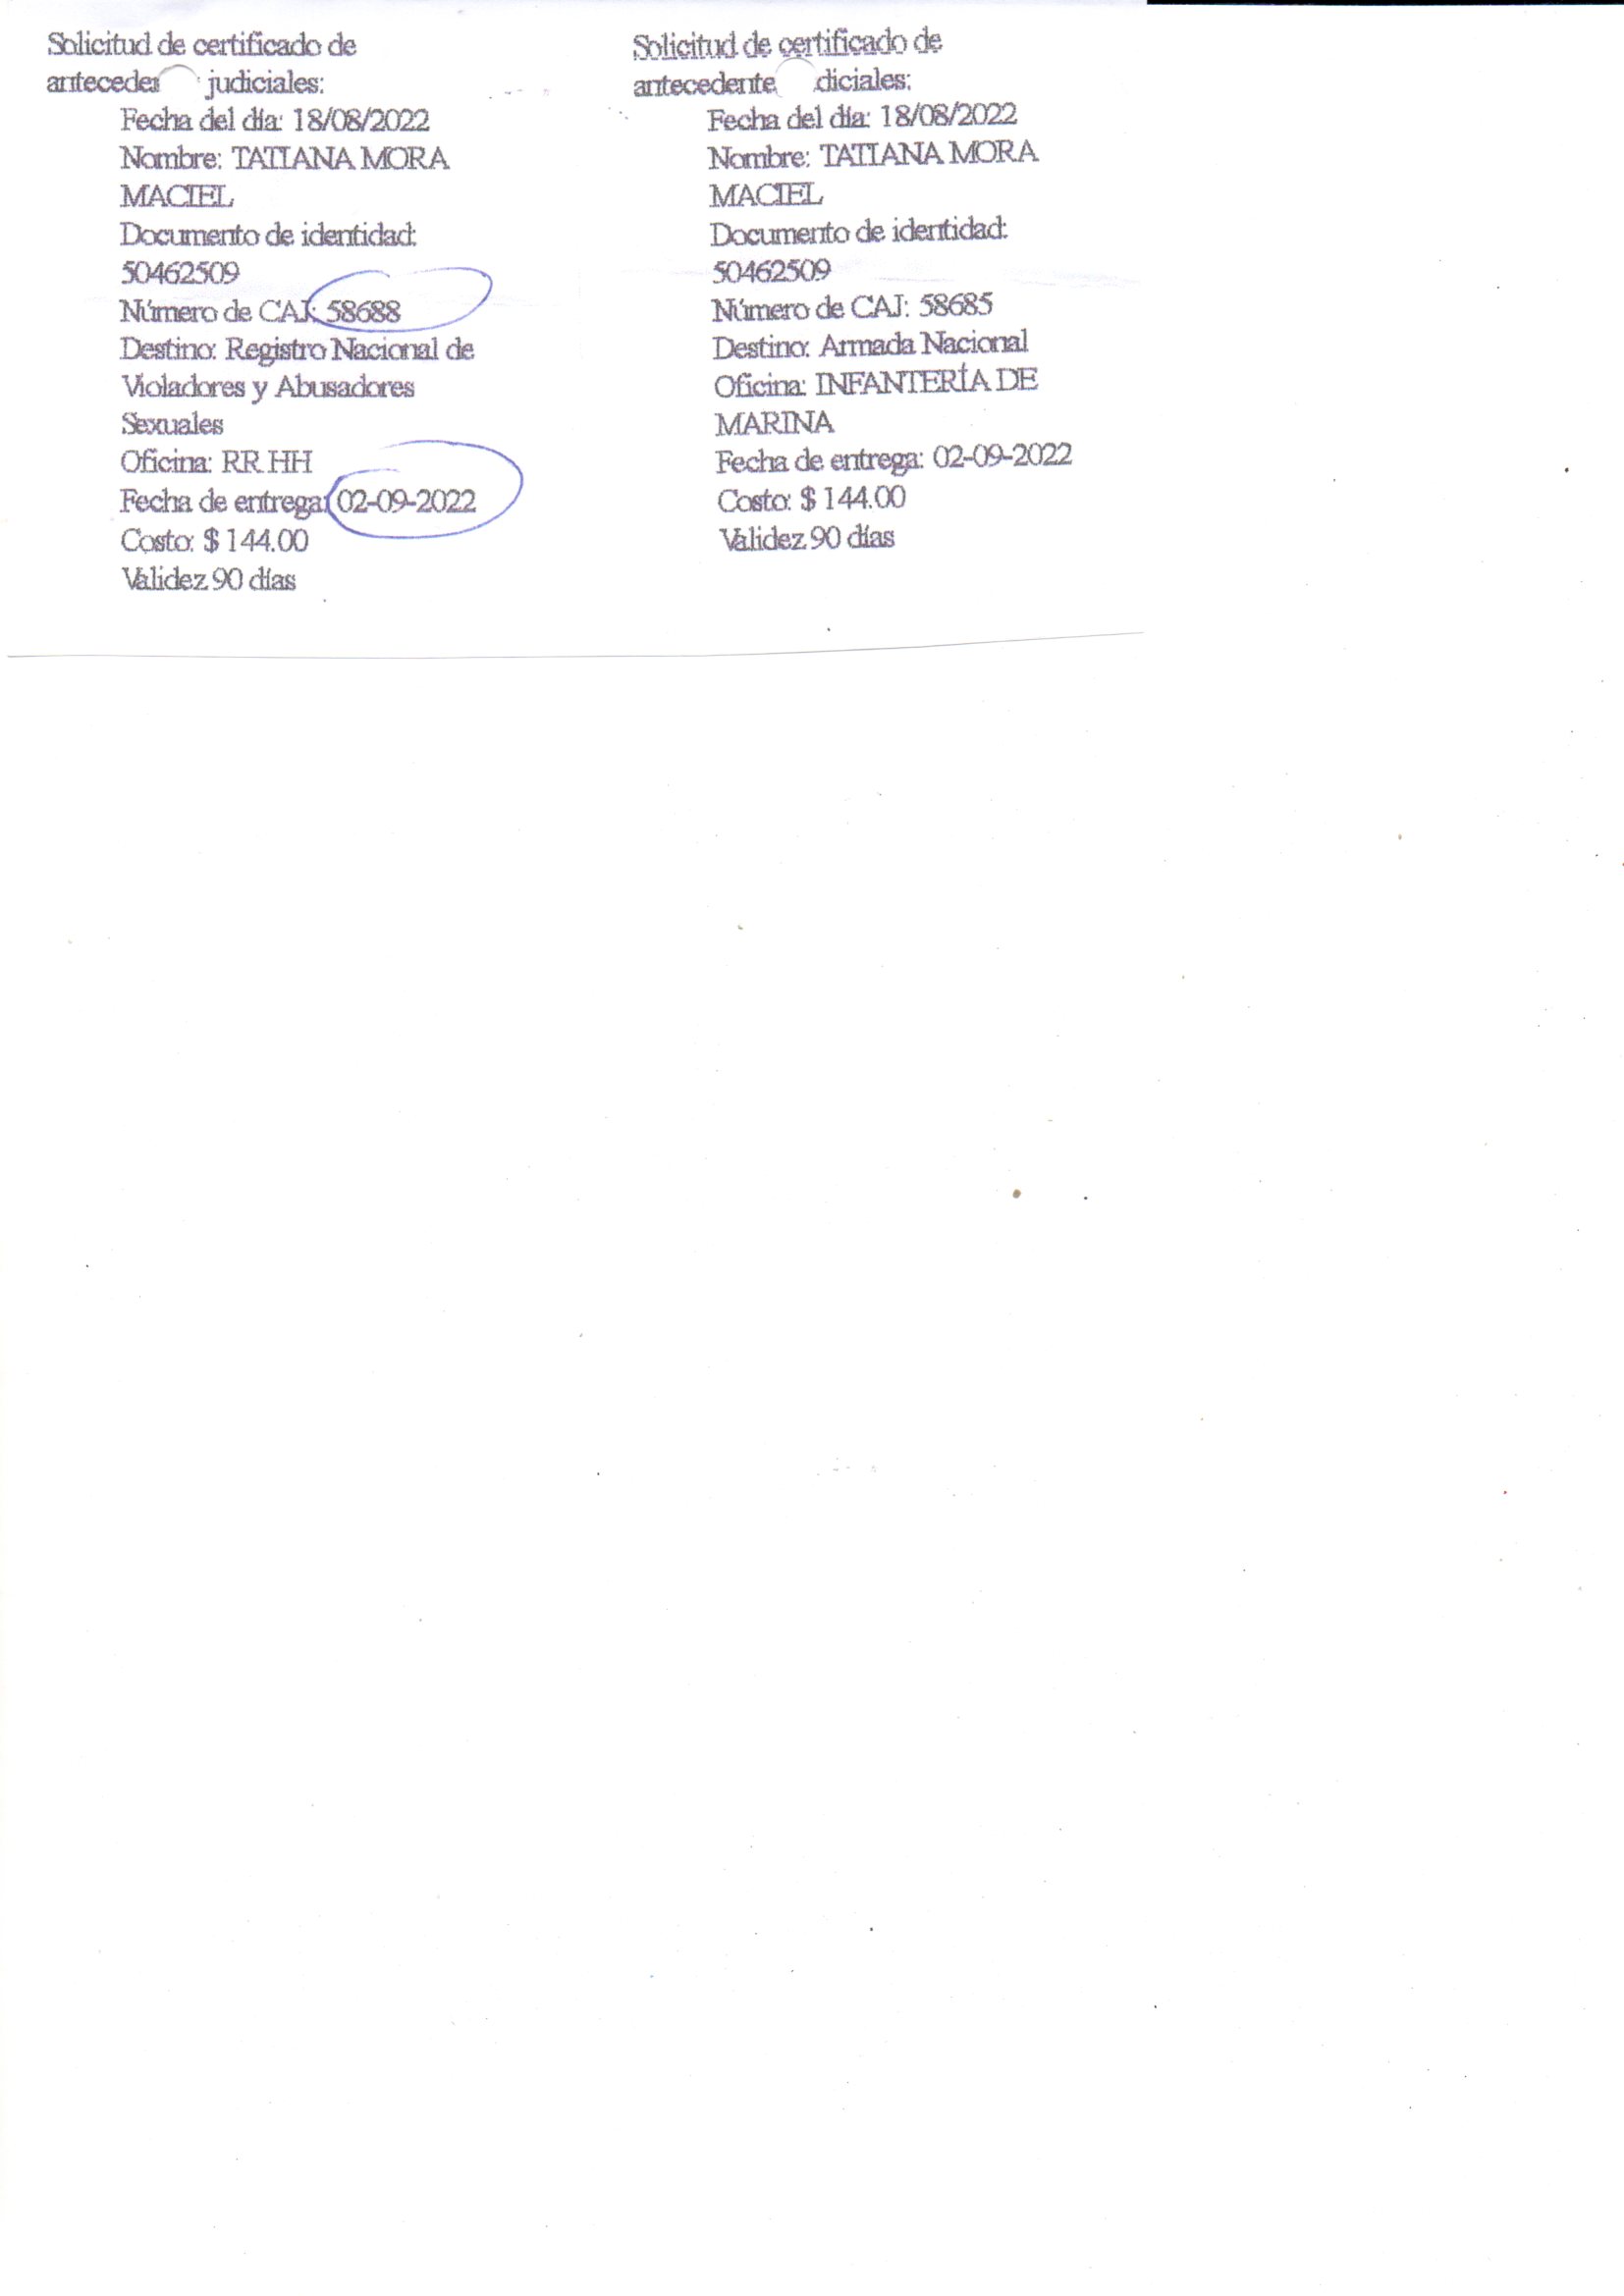 Solicitud de certificado de
judiciales:
Fecha del día: 18/08/2022
Nombre: TATIANA MORA
MACIEL
Documento de identidad:
50462509
Número de CAJ: 58688
Destino: Registro Nacional de
Violadores y Abusadores
Sexuales
Oficina: RR.HH
Fecha de entrega: 02-09-2022
Costo: $ 144.00
Validez 90 días
Solicitud de certificado de
antecedente diciales:
Fecha del día: 18/08/2022
Nombre: TATIANA MORA
MACIEL
Documento de identidad:
50462509
Número de CAJ: 58685
Destino: Armada Nacional
Oficina: INFANTERÍA DE
MARINA
Fecha de entrega: 02-09-2022
Costo: $ 144.00
Validez 90 días